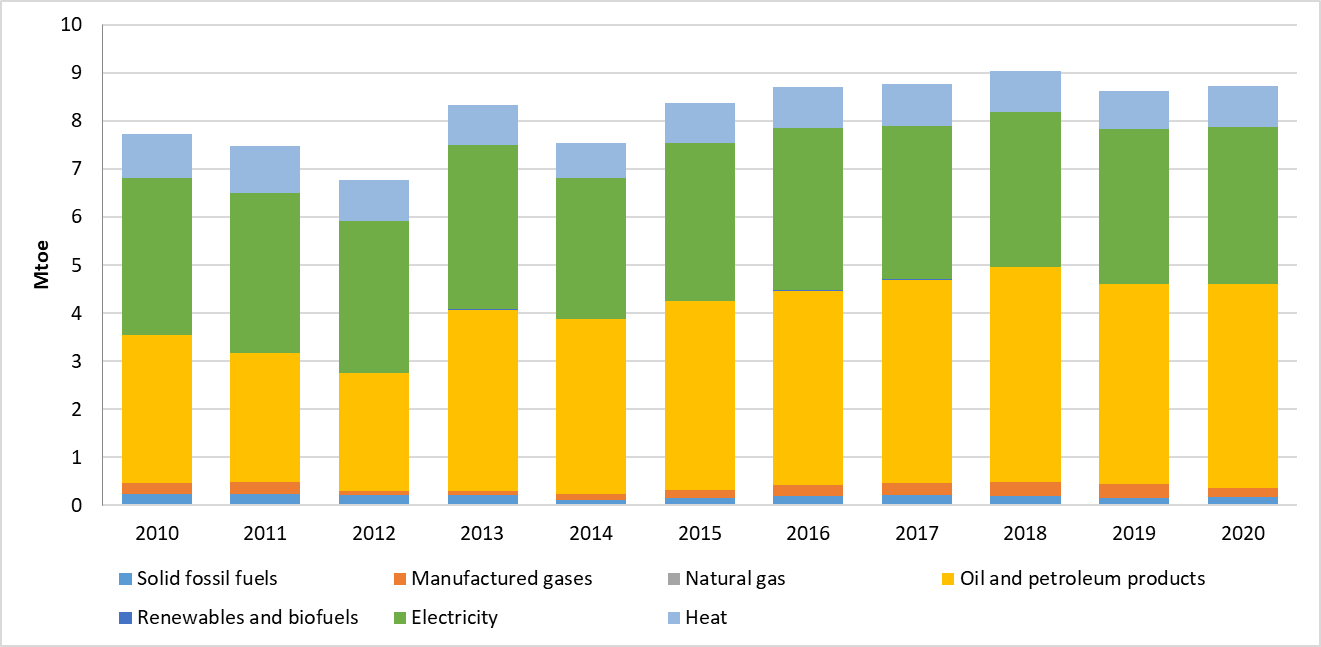 10
9
8
7
6
5
4
3
2
1
0
Mtoe
2010 2011 2012 2013 2014 2015 2016 2017 2018 2019 2020
Solid fossil fuels Manufactured gases Natural gas Oil and petroleum products
Renewables and biofuels Electricity Heat